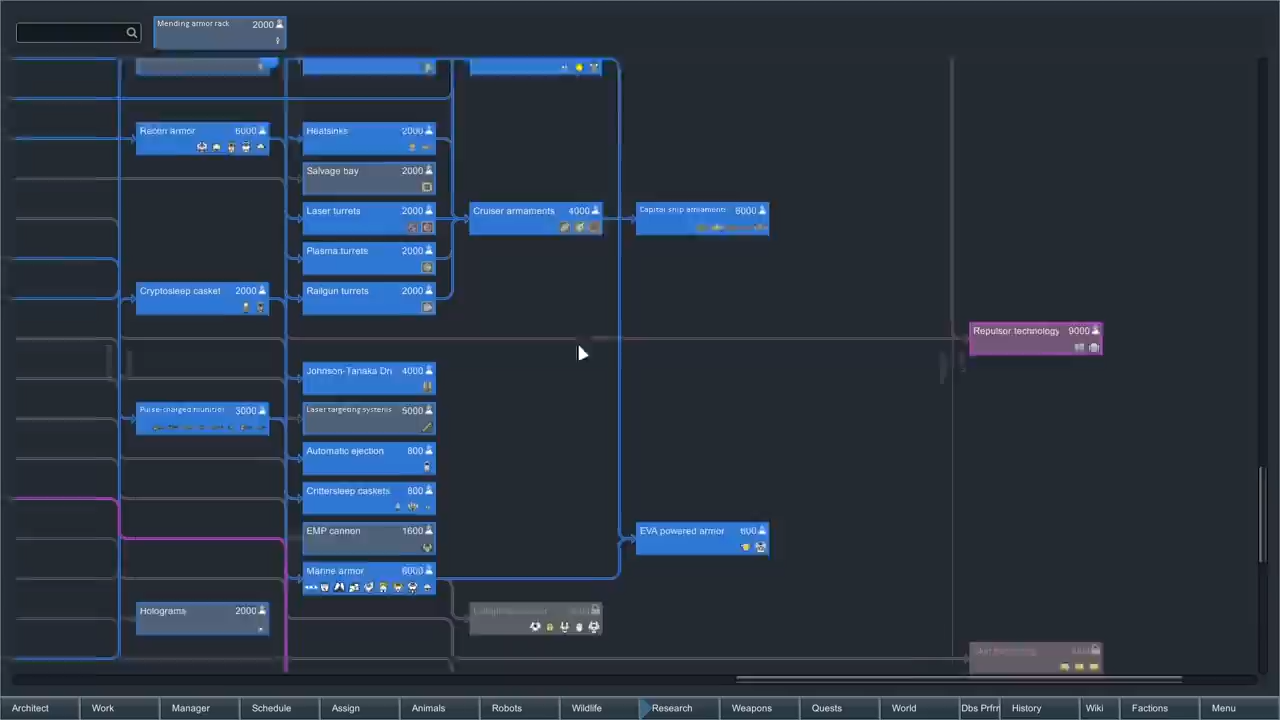 Mending armor rack 2000
Recon armor 6000
Heatsinks 2000
Salvage bay 2000
Laser turrets 2000
Cruiser armaments 4000
Capital ship armaments 8000
Plasma turrets 2000
Cryptosleep casket 2000
Railgun turrets 2000
Repulsor technology 9000
Johnson-Tanaka Dri 4000
Pulse-charged munition 3000
Laser targeting systems 5000
Automatic ejection 800
Crittersleep caskets 800
EMP cannon 1600
EVA powered armor
Marine armor 6000
Holograms 2000
Architect Work Manager Schedule Assign Animals Robots Wildlife Research Weapons Quests World Dbs Prfrn History Wiki Factions Menu